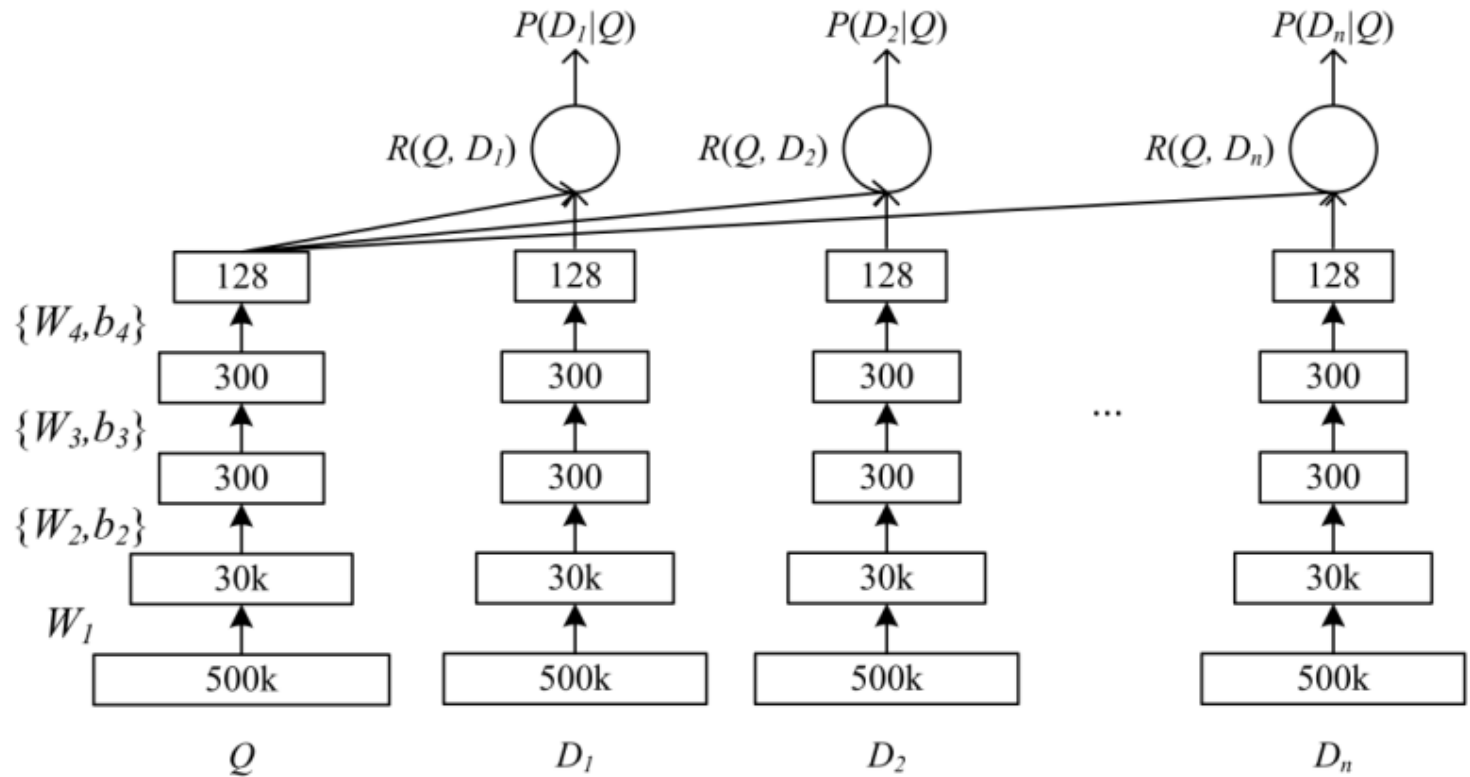 P(D₁|Q) P(D₂|Q) P(Dₙ|Q)
R(Q, D₁) R(Q, D₂) R(Q, Dₙ)
128 128 128 128
{W₄,b₄}
300 300 300 300
{W₃,b₃} ...
300 300 300 300
{W₂,b₂}
30k 30k 30k 30k
W₁
500k 500k 500k 500k
Q D₁ D₂ Dₙ